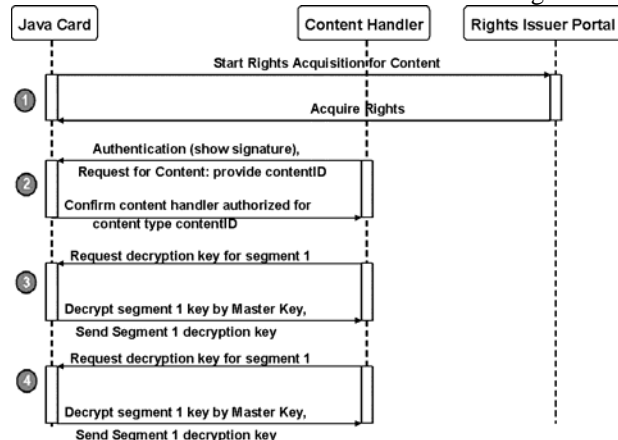 Java Card
Content Handler
Rights Issuer Portal
Start Rights Acquisition for Content
1
Acquire Rights
Authentication (show signature),
2
Request for Content: provide contentID
Confirm content handler authorized for
content type contentID
Request decryption key for segment 1
3
Decrypt segment 1 key by Master Key,
Send Segment 1 decryption key
Request decryption key for segment 1
4
Decrypt segment 1 key by Master Key,
Send Segment 1 decryption key